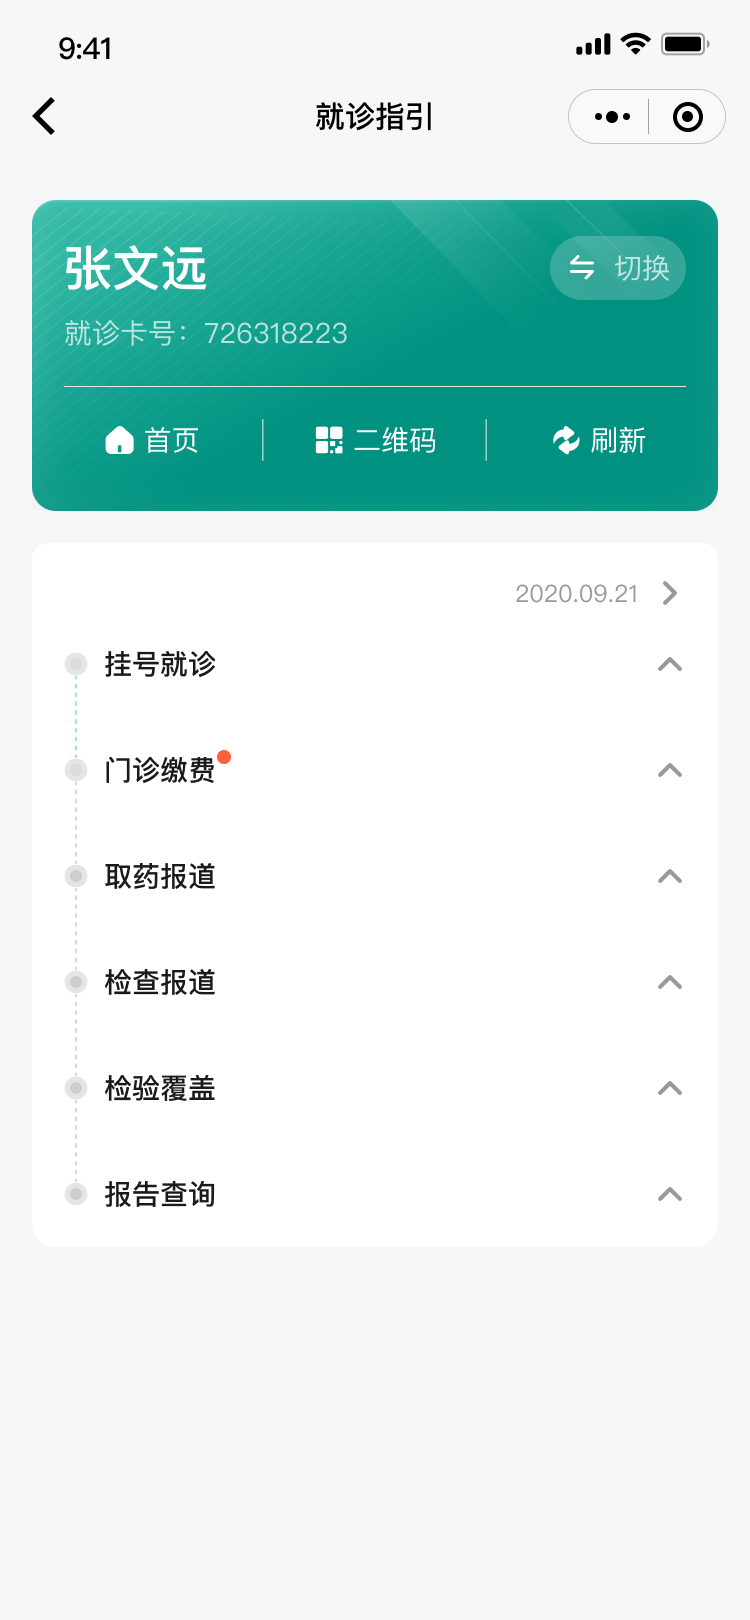 9:41
就诊指引
张文远
切换
就诊卡号：726318223
首页
二维码
刷新
2020.09.21
挂号就诊
门诊缴费
取药报道
检查报道
检验覆盖
报告查询